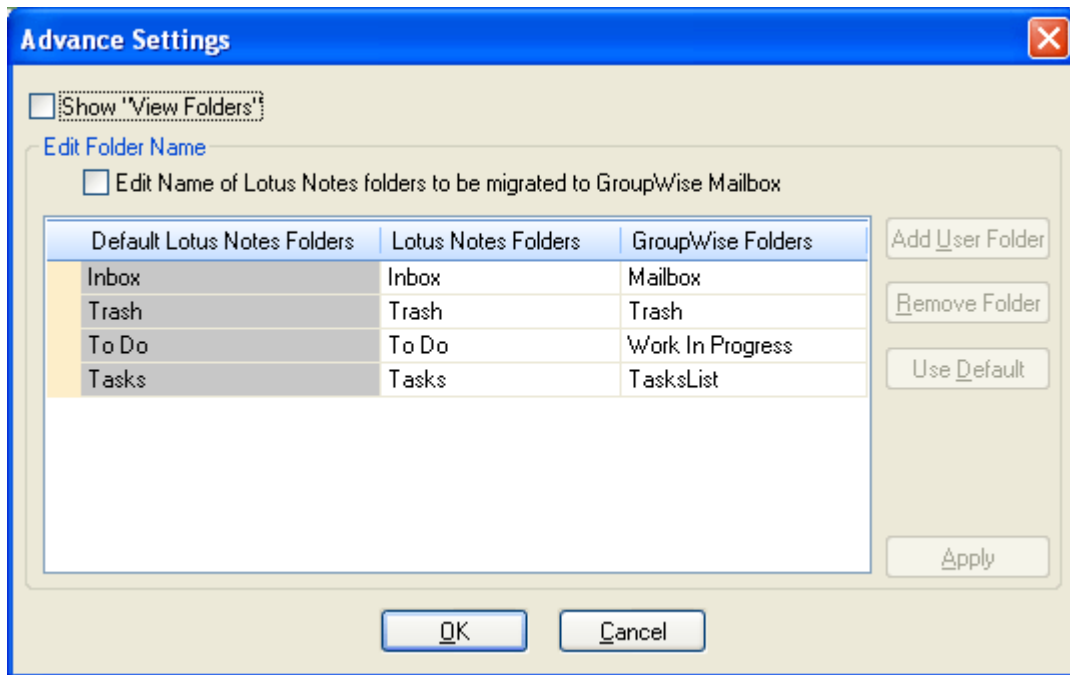 Advance Settings
Show "View Folders"
Edit Folder Name
Edit Name of Lotus Notes folders to be migrated to GroupWise Mailbox
Default Lotus Notes Folders Lotus Notes Folders GroupWise Folders
Inbox Inbox Mailbox
Trash Trash Trash
To Do To Do Work In Progress
Tasks Tasks TasksList
Add User Folder
Remove Folder
Use Default
Apply
OK Cancel